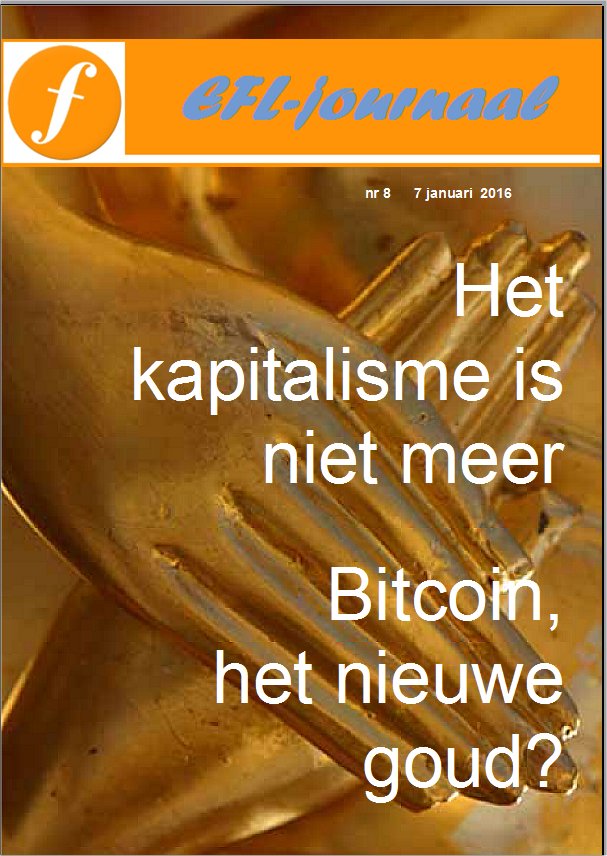 f
EFL-journaal
nr 8 7 januari 2016
Het
kapitalisme is
niet meer
Bitcoin,
het nieuwe
goud?